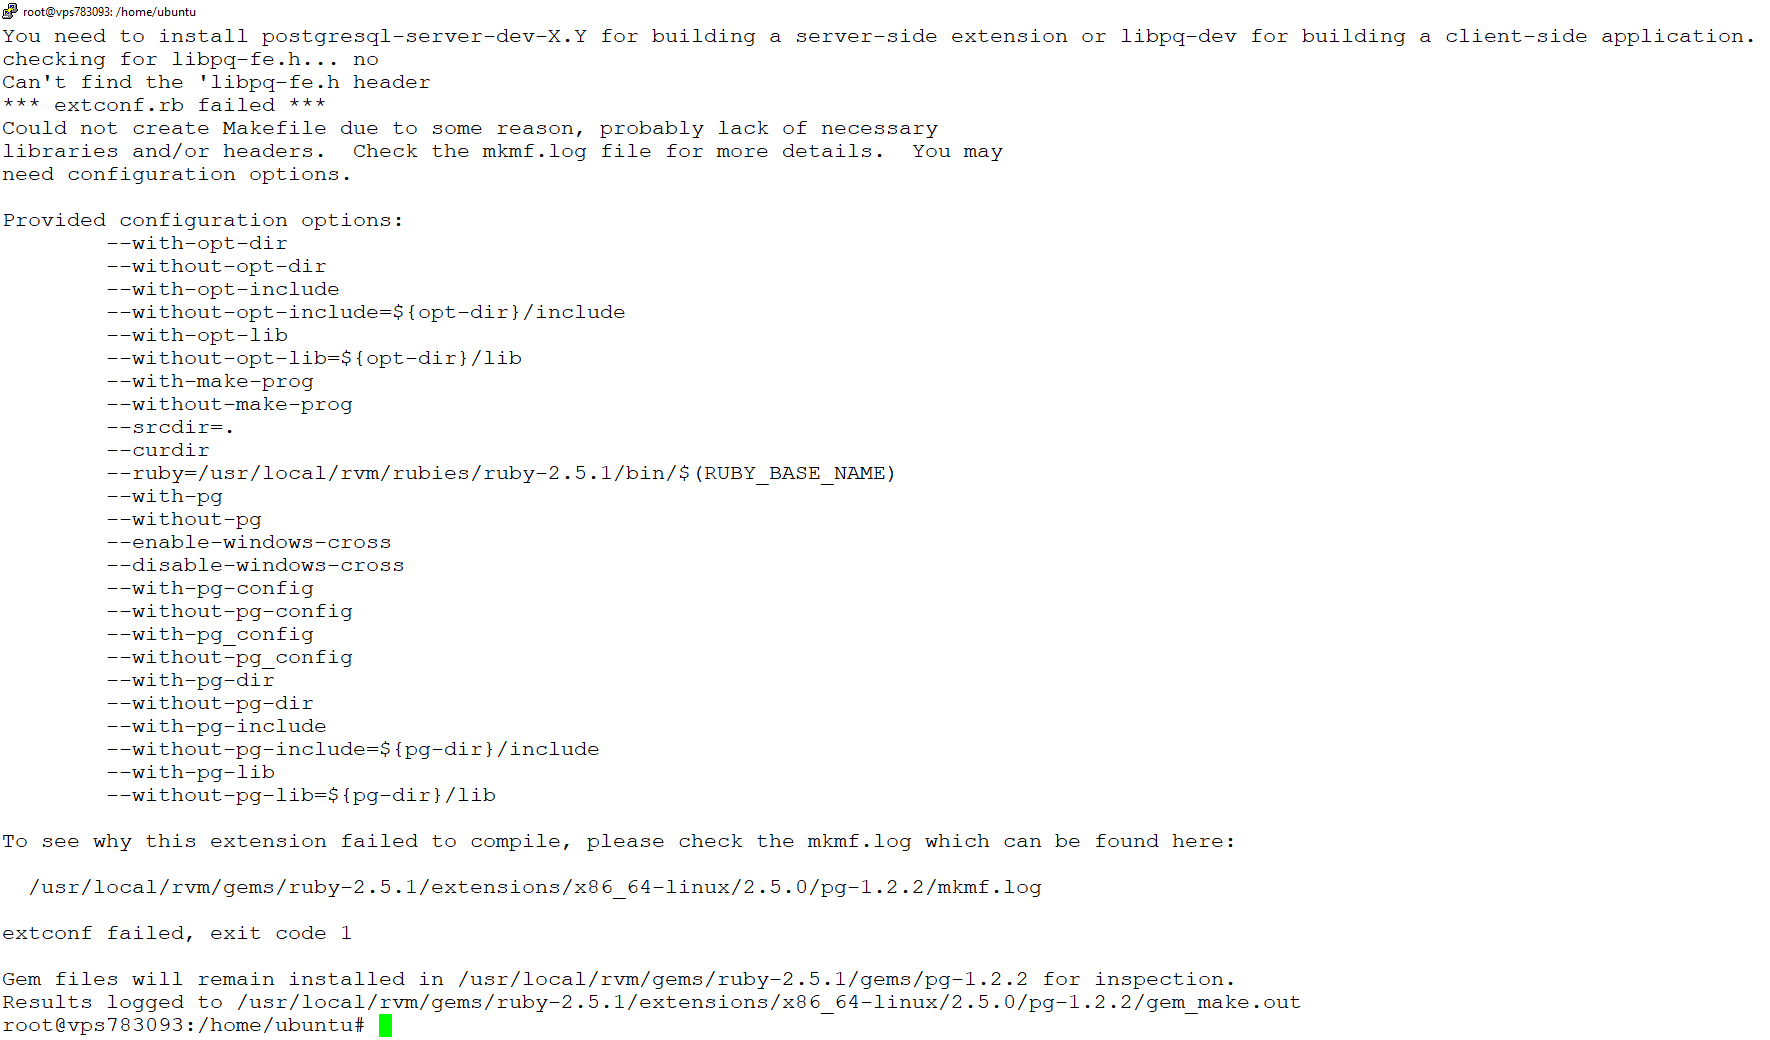 root@vps783093: /home/ubuntu
You need to install postgresql-server-dev-X.Y for building a server-side extension or libpq-dev for building a client-side application.
checking for libpq-fe.h... no
Can't find the 'libpq-fe.h header
*** extconf.rb failed ***
Could not create Makefile due to some reason, probably lack of necessary
libraries and/or headers.  Check the mkmf.log file for more details.  You may
need configuration options.

Provided configuration options:
        --with-opt-dir
        --without-opt-dir
        --with-opt-include
        --without-opt-include=${opt-dir}/include
        --with-opt-lib
        --without-opt-lib=${opt-dir}/lib
        --with-make-prog
        --without-make-prog
        --srcdir=.
        --curdir
        --ruby=/usr/local/rvm/rubies/ruby-2.5.1/bin/$(RUBY_BASE_NAME)
        --with-pg
        --without-pg
        --enable-windows-cross
        --disable-windows-cross
        --with-pg-config
        --without-pg-config
        --with-pg_config
        --without-pg_config
        --with-pg-dir
        --without-pg-dir
        --with-pg-include
        --without-pg-include=${pg-dir}/include
        --with-pg-lib
        --without-pg-lib=${pg-dir}/lib

To see why this extension failed to compile, please check the mkmf.log which can be found here:

  /usr/local/rvm/gems/ruby-2.5.1/extensions/x86_64-linux/2.5.0/pg-1.2.2/mkmf.log

extconf failed, exit code 1

Gem files will remain installed in /usr/local/rvm/gems/ruby-2.5.1/gems/pg-1.2.2 for inspection.
Results logged to /usr/local/rvm/gems/ruby-2.5.1/extensions/x86_64-linux/2.5.0/pg-1.2.2/gem_make.out
root@vps783093:/home/ubuntu#